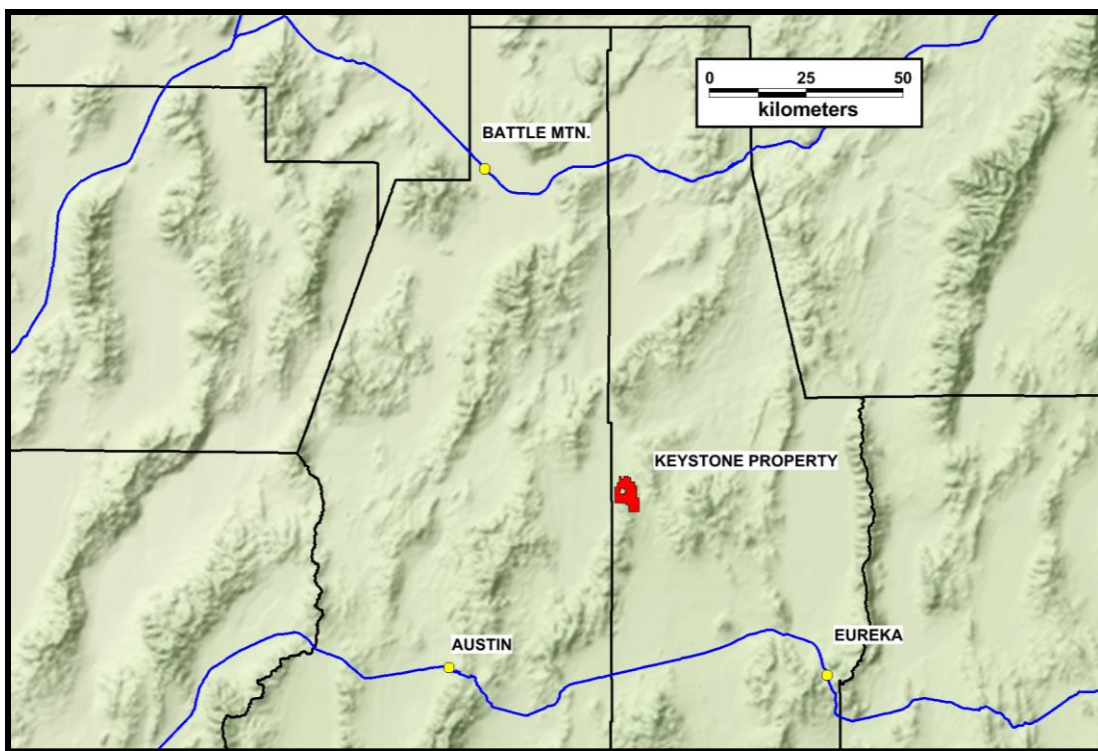 0 25 50
kilometers
BATTLE MTN.
KEYSTONE PROPERTY
EUREKA
AUSTIN